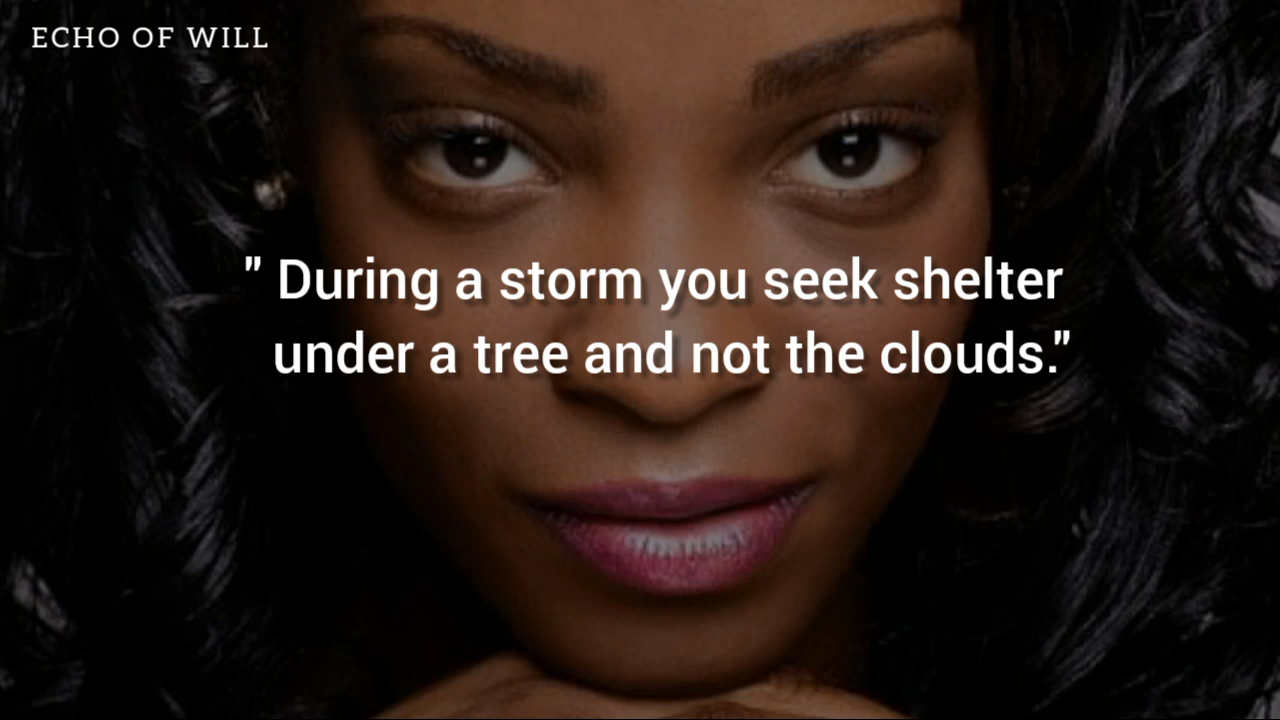 ECHO OF WILL
" During a storm you seek shelter
under a tree and not the clouds."